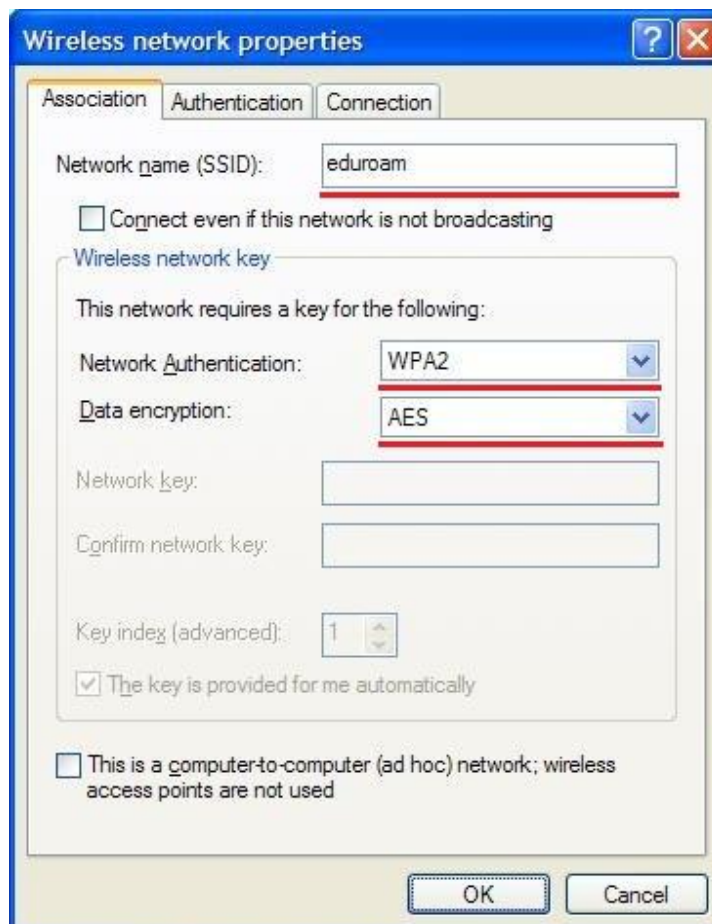 Wireless network properties
Association Authentication Connection
Network name (SSID): eduroam
Connect even if this network is not broadcasting
Wireless network key
This network requires a key for the following:
Network Authentication: WPA2
Data encryption: AES
Network key:
Confirm network key:
Key index (advanced): 1
The key is provided for me automatically
This is a computer-to-computer (ad hoc) network; wireless
access points are not used
OK Cancel